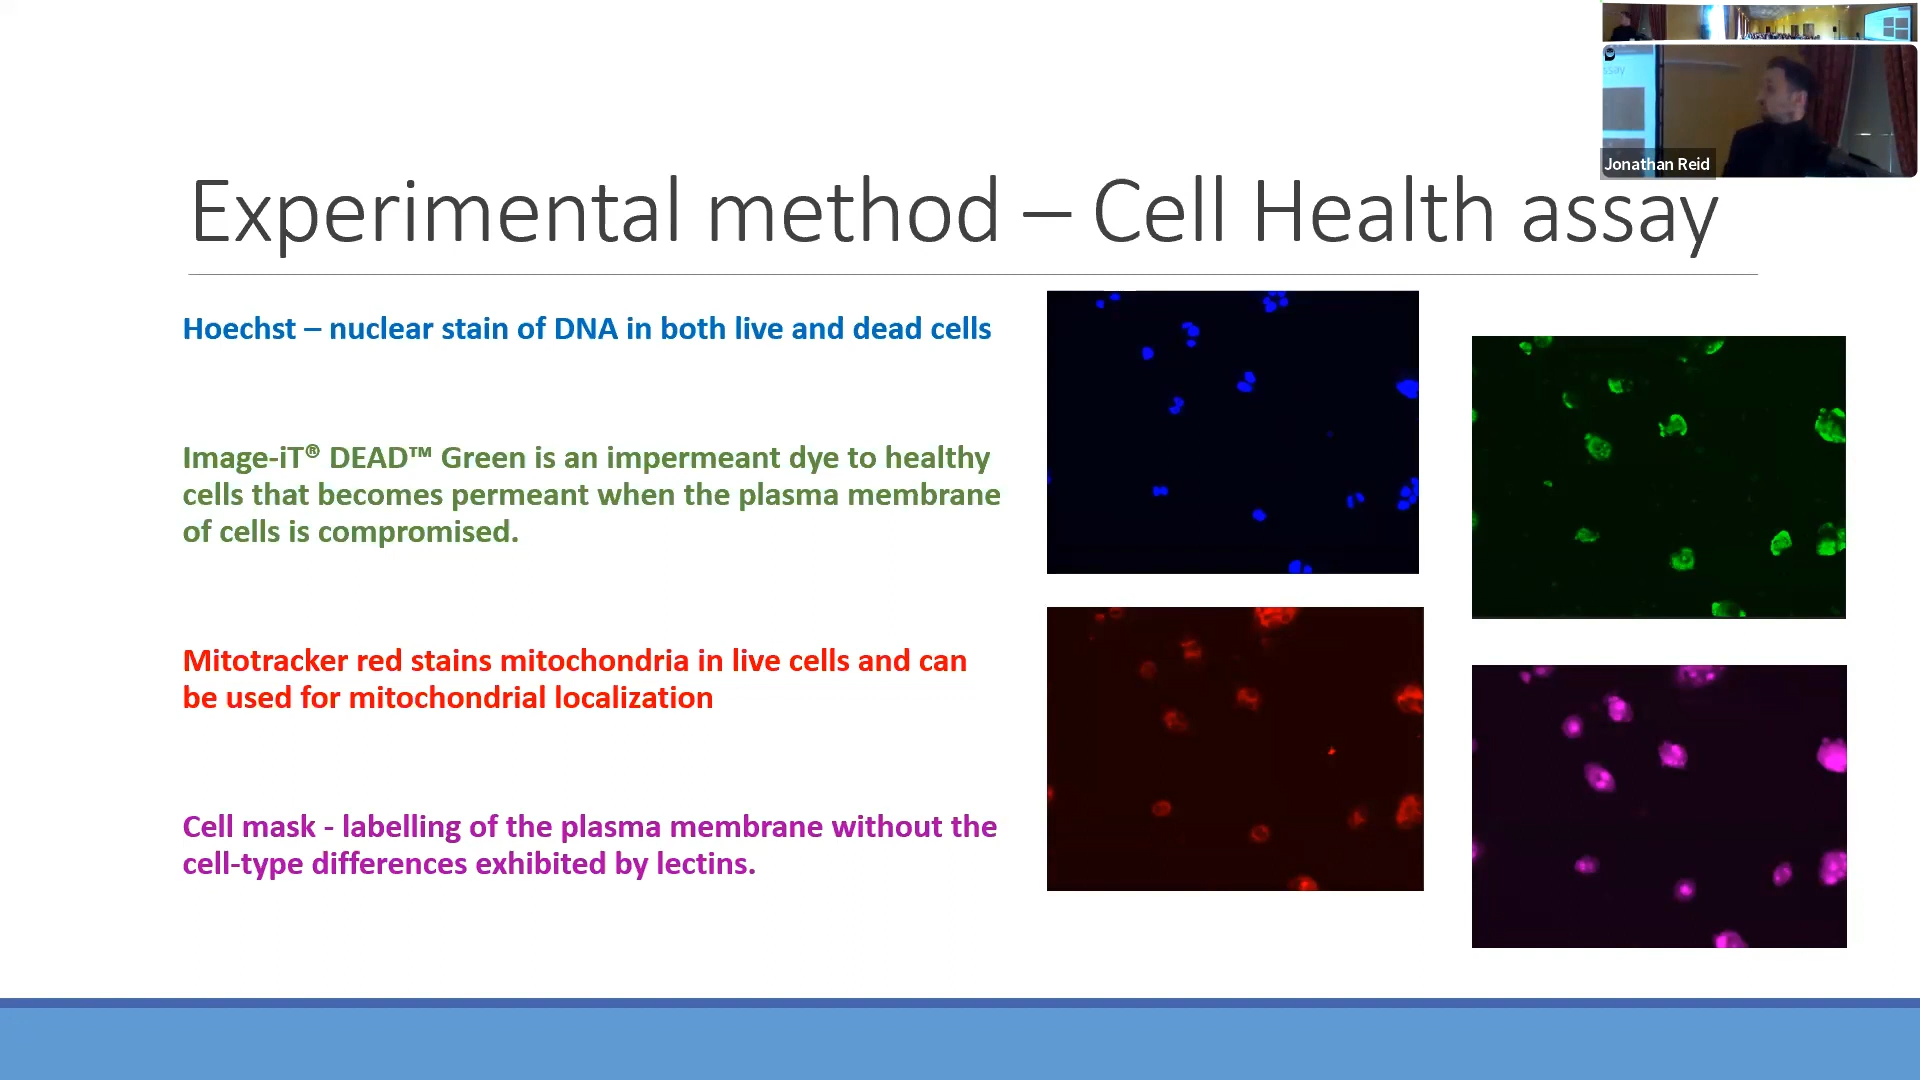 ssay
Jonathan Reid
Experimental method – Cell Health assay
Hoechst – nuclear stain of DNA in both live and dead cells
Image-iT® DEAD™ Green is an impermeant dye to healthy
cells that becomes permeant when the plasma membrane
of cells is compromised.
Mitotracker red stains mitochondria in live cells and can
be used for mitochondrial localization
Cell mask - labelling of the plasma membrane without the
cell-type differences exhibited by lectins.